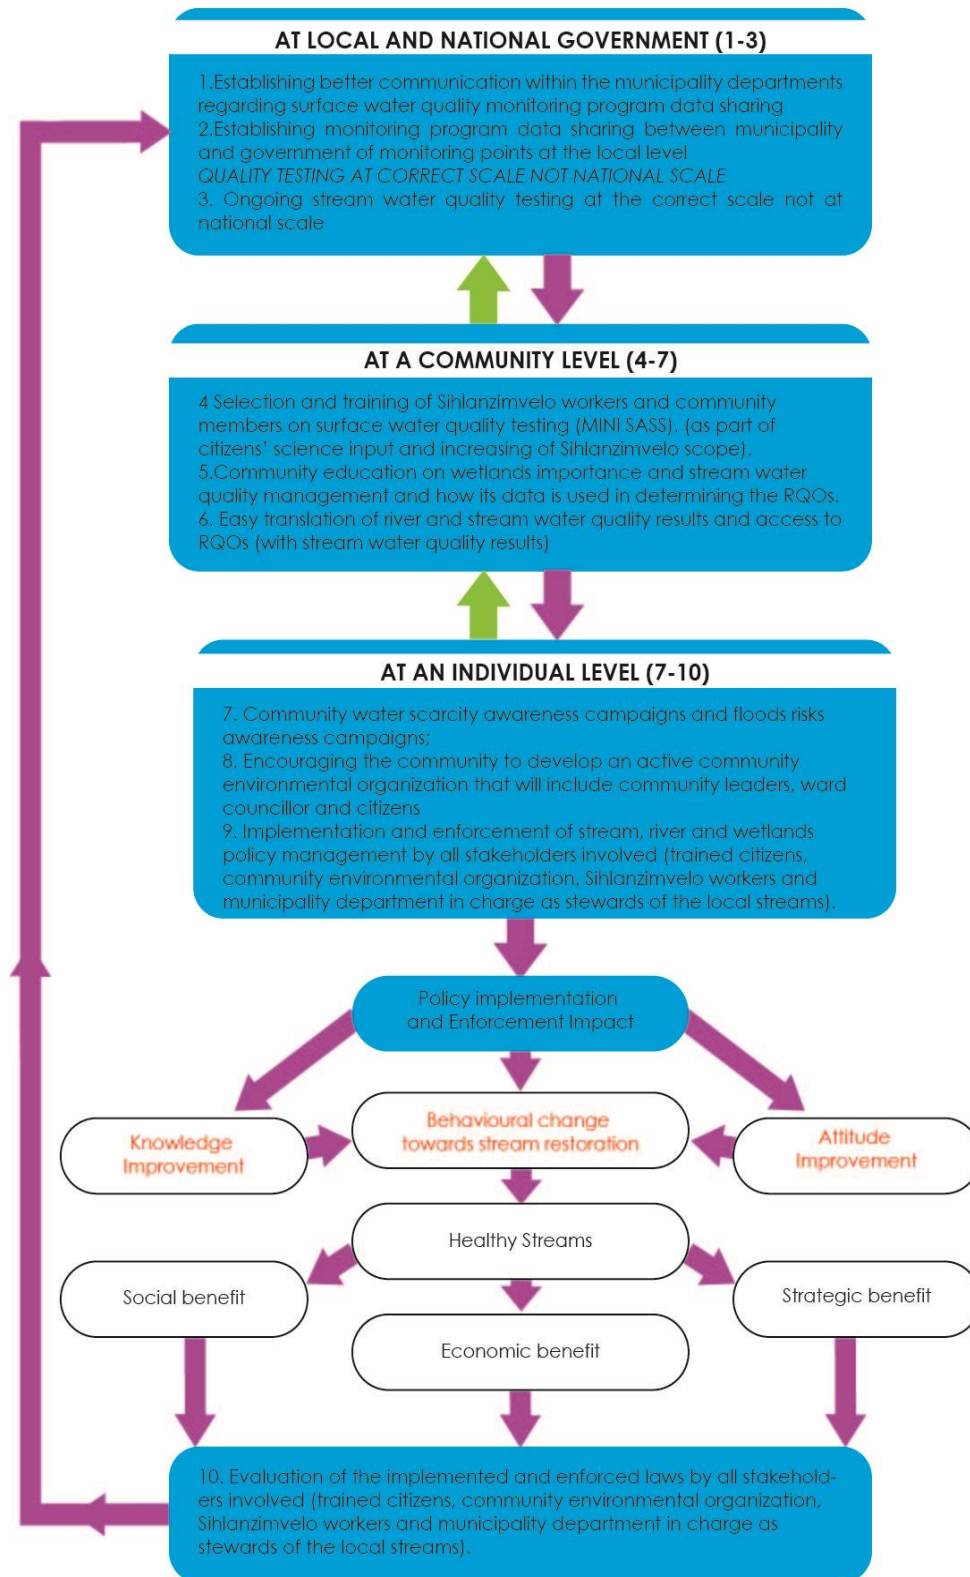 AT LOCAL AND NATIONAL GOVERNMENT (1-3)
1.Establishing better communication within the municipality departments
regarding surface water quality monitoring program data sharing
2.Establishing monitoring program data sharing between municipality
and government of monitoring points at the local level
QUALITY TESTING AT CORRECT SCALE NOT NATIONAL SCALE
3. Ongoing stream water quality testing at the correct scale not at
national scale
AT A COMMUNITY LEVEL (4-7)
4 Selection and training of Sihlanzimvelo workers and community
members on surface water quality testing (MINI SASS). (as part of
citizens' science input and increasing of Sihlanzimvelo scope).
5.Community education on wetlands importance and stream water
quality management and how its data is used in determining the RQOs.
6. Easy translation of river and stream water quality results and access to
RQOs (with stream water quality results)
AT AN INDIVIDUAL LEVEL (7-10)
7. Community water scarcity awareness campaigns and floods risks
awareness campaigns;
8. Encouraging the community to develop an active community
environmental organization that will include community leaders, ward
councillor and citizens
9. Implementation and enforcement of stream, river and wetlands
policy management by all stakeholders involved (trained citizens,
community environmental organization, Sihlanzimvelo workers and
municipality department in charge as stewards of the local streams).
Policy implementation
and Enforcement Impact
Knowledge
Improvement
Behavioural change
towards stream restoration
Attitude
Improvement
Healthy Streams
Social benefit
Economic benefit
Strategic benefit
10. Evaluation of the implemented and enforced laws by all stakehold-
ers involved (trained citizens, community environmental organization,
Sihlanzimvelo workers and municipality department in charge as
stewards of the local streams).